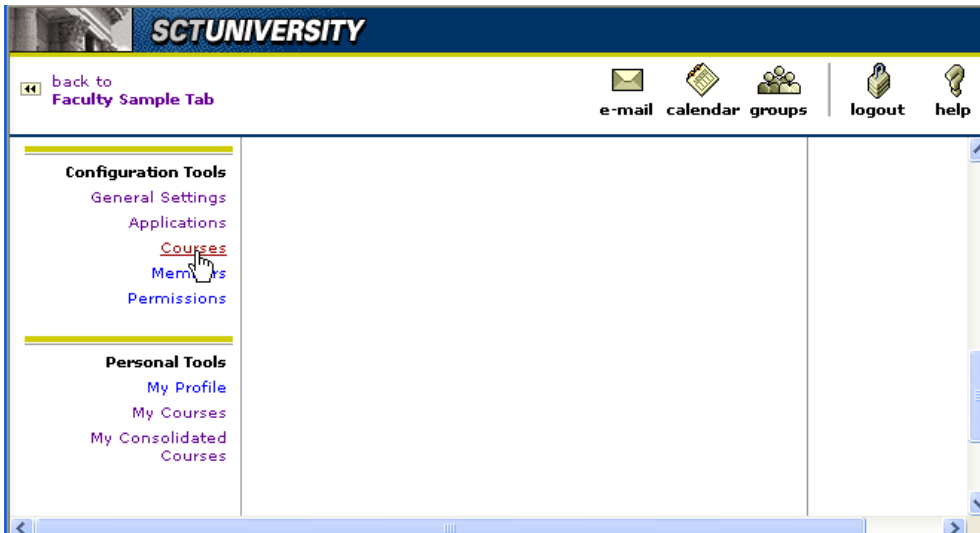 SCTUNIVERSITY
back to
Faculty Sample Tab
e-mail calendar groups logout help
Configuration Tools
General Settings
Applications
Courses
Members
Permissions
Personal Tools
My Profile
My Courses
My Consolidated
Courses